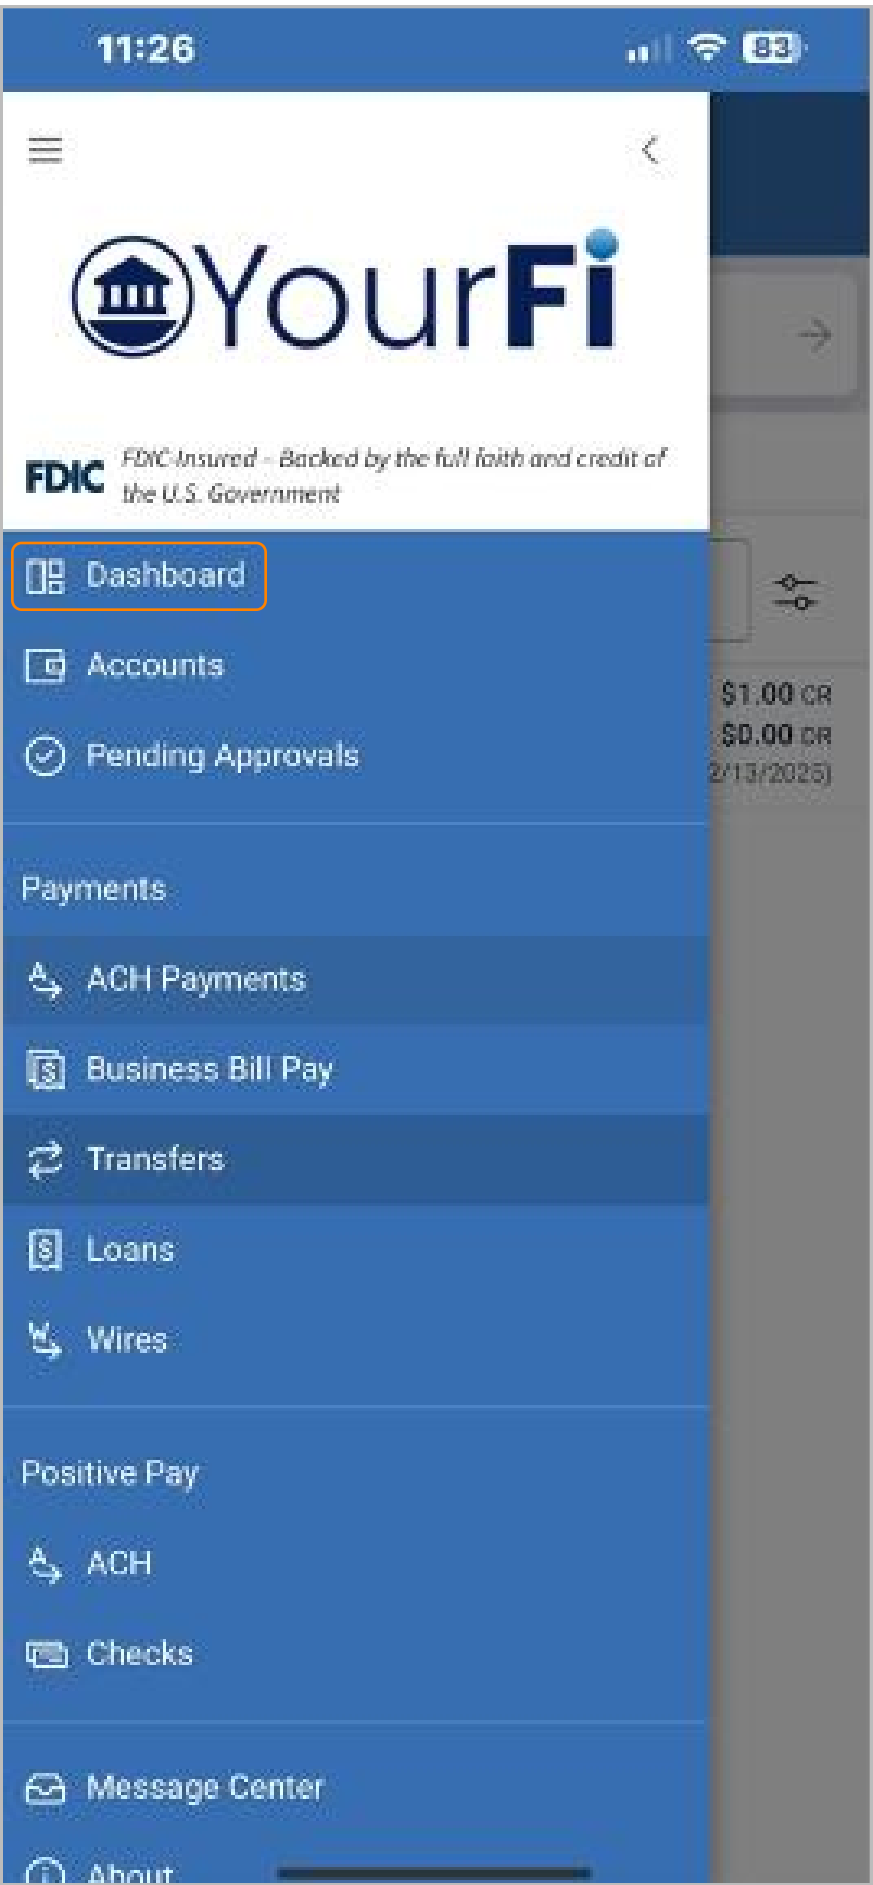 11:26
83
YourFi
FDIC
FDIC-Insured – Backed by the full faith and credit of
the U.S. Government
Dashboard
Accounts
$1.00 CR
$0.00 DR
2/13/2025)
Pending Approvals
Payments
ACH Payments
Business Bill Pay
Transfers
Loans
Wires
Positive Pay
ACH
Checks
Message Center
About